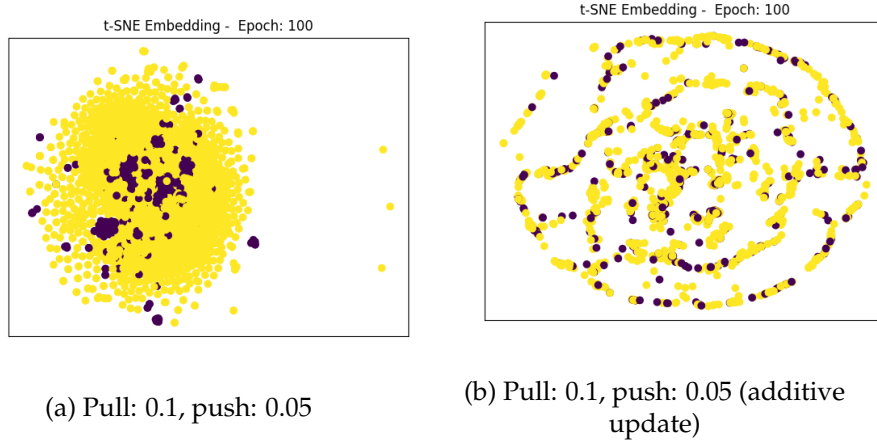 t-SNE Embedding -  Epoch: 100
t-SNE Embedding -  Epoch: 100
(a) Pull: 0.1, push: 0.05
(b) Pull: 0.1, push: 0.05 (additive
update)